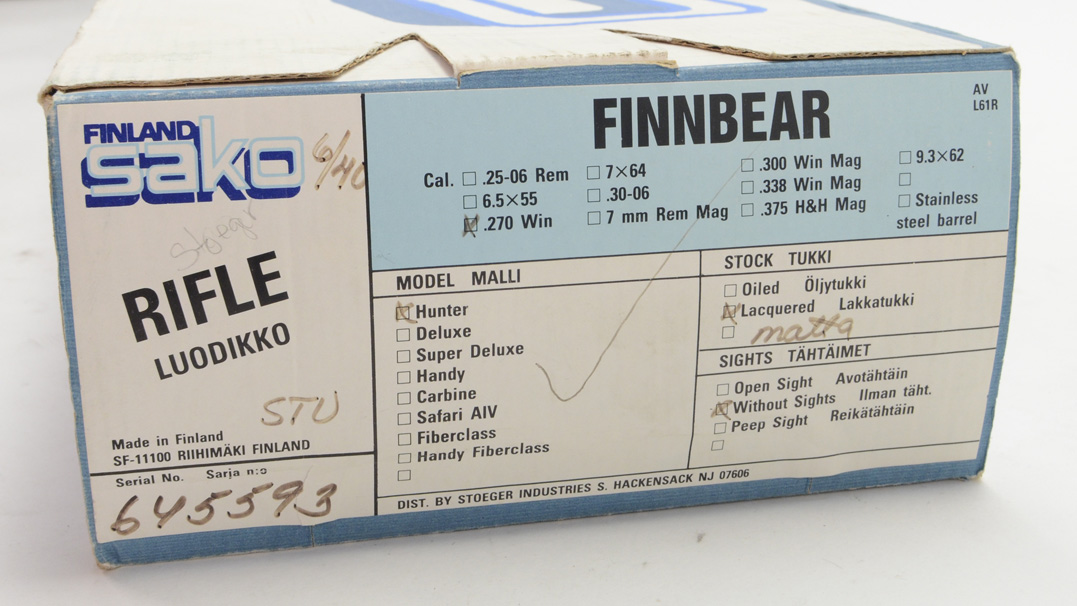 FINLAND
sako
6/40
Stoeger
RIFLE
LUODIKKO
STU
Made in Finland
SF-11100 RIIHIMÄKI FINLAND
Serial No. Sarja n:o
645593
FINNBEAR
AV
L61R
Cal. .25-06 Rem 7×64 .300 Win Mag 9.3×62
6.5×55 .30-06 .338 Win Mag
.270 Win 7 mm Rem Mag .375 H&H Mag Stainless
steel barrel
MODEL MALLI
Hunter
Deluxe
Super Deluxe
Handy
Carbine
Safari AIV
Fiberclass
Handy Fiberclass
STOCK TUKKI
Oiled Öljytukki
Lacquered Lakkatukki
matta
SIGHTS TÄHTÄIMET
Open Sight Avotähtäin
Without Sights Ilman täht.
Peep Sight Reikätähtäin
DIST. BY STOEGER INDUSTRIES S. HACKENSACK NJ 07606